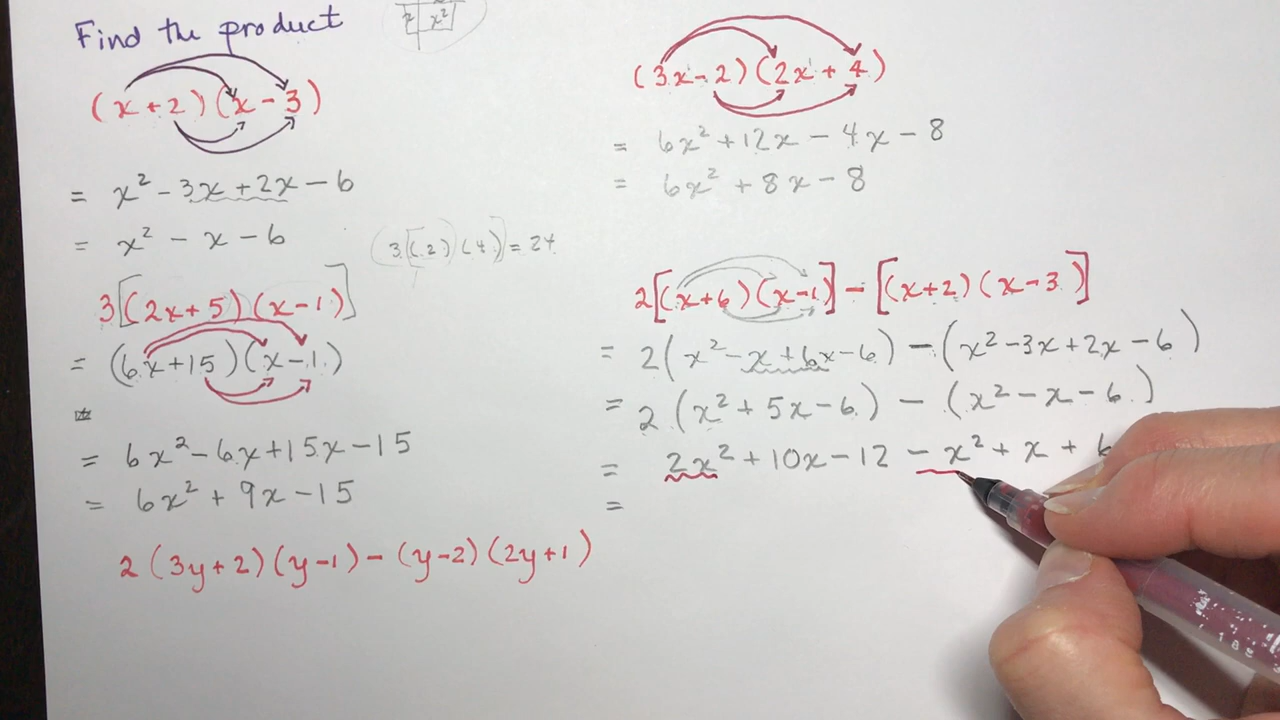 Find the product
x²
(x+2)(x-3)
= x² - 3x + 2x - 6
= x² - x - 6
(3[(2)(4)] = 24
3[(2x+5)(x-1)]
= (6x+15)(x-1)
= 6x² - 6x + 15x - 15
= 6x² + 9x - 15
2(3y+2)(y-1) - (y-2)(2y+1)
(3x-2)(2x+4)
= 6x² + 12x - 4x - 8
= 6x² + 8x - 8
2[(x+6)(x-1)] - [(x+2)(x-3)]
= 2(x² - x + 6x - 6) - (x² - 3x + 2x - 6)
= 2(x² + 5x - 6) - (x² - x - 6)
= 2x² + 10x - 12 - x² + x + 6
=